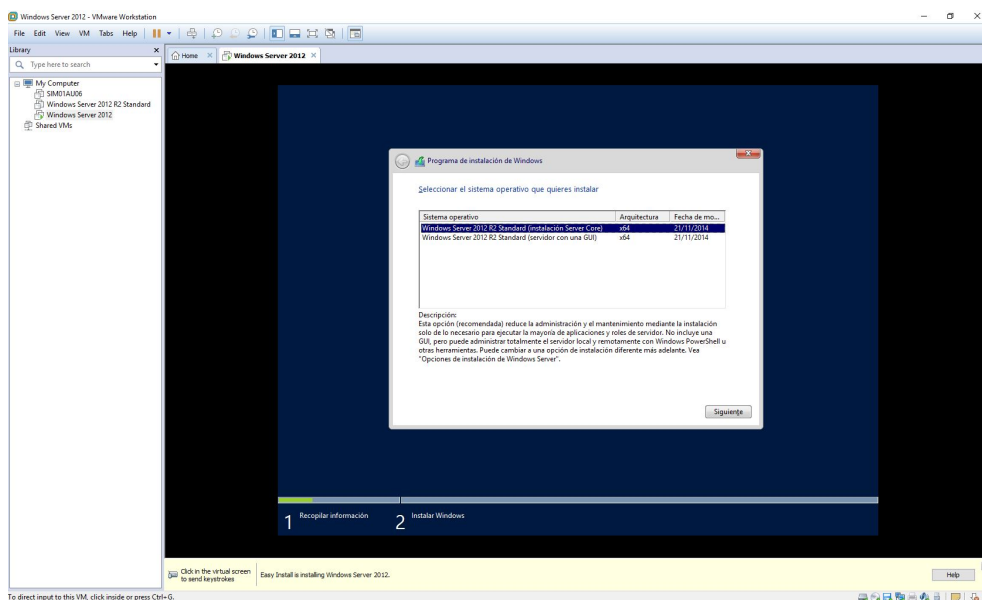 Windows Server 2012 - VMware Workstation
File Edit View VM Tabs Help
Library
Type here to search
My Computer
SIM01AU06
Windows Server 2012 R2 Standard
Windows Server 2012
Shared VMs
Home
Windows Server 2012
Programa de instalación de Windows
Seleccionar el sistema operativo que quieres instalar
Sistema operativo Arquitectura Fecha de mo...
Windows Server 2012 R2 Standard (instalación Server Core) x64 21/11/2014
Windows Server 2012 R2 Standard (servidor con una GUI) x64 21/11/2014
Descripción:
Esta opción (recomendada) reduce la administración y el mantenimiento mediante la instalación
solo de lo necesario para ejecutar la mayoría de aplicaciones y roles de servidor. No incluye una
GUI, pero puede administrar totalmente el servidor local y remotamente con Windows PowerShell u
otras herramientas. Puede cambiar a una opción de instalación diferente más adelante. Vea
"Opciones de instalación de Windows Server".
Siguiente
1 Recopilar información
2 Instalar Windows
Click in the virtual screen
to send keystrokes
Easy Install is installing Windows Server 2012.
Help
To direct input to this VM, click inside or press Ctrl+G.